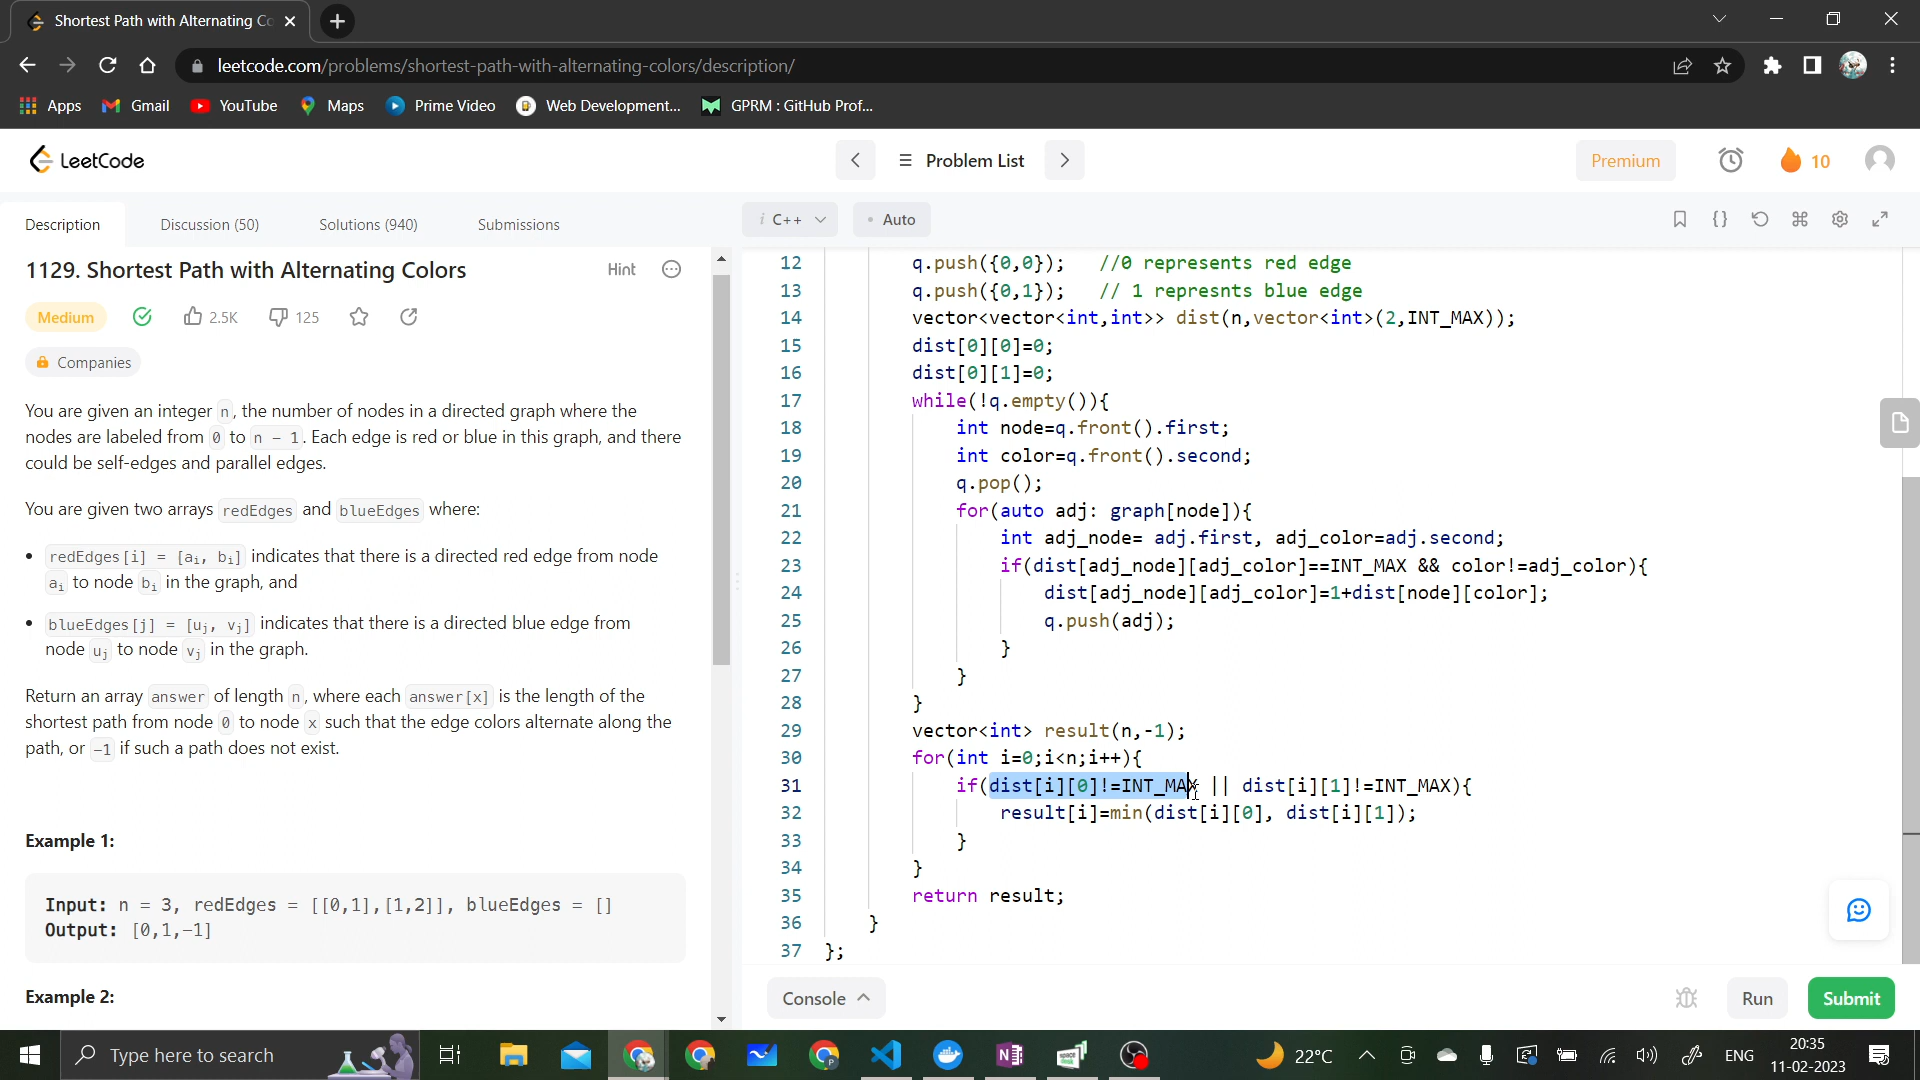 Shortest Path with Alternating Co
leetcode.com/problems/shortest-path-with-alternating-colors/description/
Apps Gmail YouTube Maps Prime Video Web Development... GPRM : GitHub Prof...
LeetCode
Problem List
Premium
10
Description Discussion (50) Solutions (940) Submissions
1129. Shortest Path with Alternating Colors
Hint
Medium 2.5K 125
Companies
You are given an integer n, the number of nodes in a directed graph where the
nodes are labeled from 0 to n - 1. Each edge is red or blue in this graph, and there
could be self-edges and parallel edges.
You are given two arrays redEdges and blueEdges where:
• redEdges[i] = [ai, bi] indicates that there is a directed red edge from node
ai to node bi in the graph, and
• blueEdges[j] = [uj, vj] indicates that there is a directed blue edge from
node uj to node vj in the graph.
Return an array answer of length n, where each answer[x] is the length of the
shortest path from node 0 to node x such that the edge colors alternate along the
path, or -1 if such a path does not exist.
Example 1:
Input: n = 3, redEdges = [[0,1],[1,2]], blueEdges = []
Output: [0,1,-1]
Example 2:
i C++ • Auto
12 q.push({0,0}); //0 represents red edge
13 q.push({0,1}); // 1 represnts blue edge
14 vector<vector<int,int>> dist(n,vector<int>(2,INT_MAX));
15 dist[0][0]=0;
16 dist[0][1]=0;
17 while(!q.empty()){
18 int node=q.front().first;
19 int color=q.front().second;
20 q.pop();
21 for(auto adj: graph[node]){
22 int adj_node= adj.first, adj_color=adj.second;
23 if(dist[adj_node][adj_color]==INT_MAX && color!=adj_color){
24 dist[adj_node][adj_color]=1+dist[node][color];
25 q.push(adj);
26 }
27 }
28 }
29 vector<int> result(n,-1);
30 for(int i=0;i<n;i++){
31 if(dist[i][0]!=INT_MAX || dist[i][1]!=INT_MAX){
32 result[i]=min(dist[i][0], dist[i][1]);
33 }
34 }
35 return result;
36 }
37 };
Console
Run
Submit
Type here to search
22°C
ENG
20:35
11-02-2023